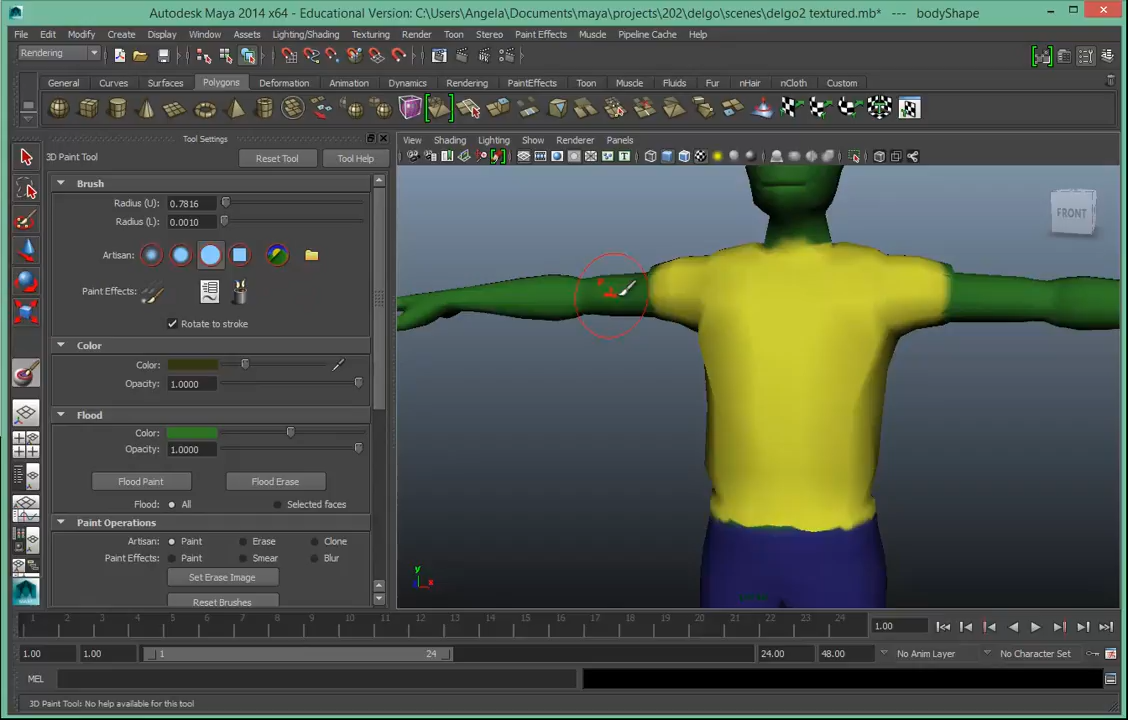 Autodesk Maya 2014 x64 - Educational Version: C:\Users\Angela\Documents\maya\projects\202\delgo\scenes\delgo2 textured.mb* --- bodyShape
File Edit Modify Create Display Window Assets Lighting/Shading Texturing Render Toon Stereo Paint Effects Muscle Pipeline Cache Help
Rendering
General Curves Surfaces Polygons Deformation Animation Dynamics Rendering PaintEffects Toon Muscle Fluids Fur nHair nCloth Custom
Tool Settings
View Shading Lighting Show Renderer Panels
3D Paint Tool Reset Tool Tool Help
Brush
Radius (U): 0.7816
Radius (L): 0.0010
FRONT
Artisan:
Paint Effects:
Rotate to stroke
Color
Color:
Opacity: 1.0000
Flood
Color:
Opacity: 1.0000
Flood Paint Flood Erase
Flood: All Selected faces
Paint Operations
Artisan: Paint Erase Clone
Paint Effects: Paint Smear Blur
Set Erase Image
Reset Brushes
y
x
1 2 3 4 5 6 7 8 9 10 11 12 13 14 15 16 17 18 19 20 21 22 23 24
1.00
1.00 1.00 1 24 24.00 48.00 No Anim Layer No Character Set
MEL
3D Paint Tool: No help available for this tool